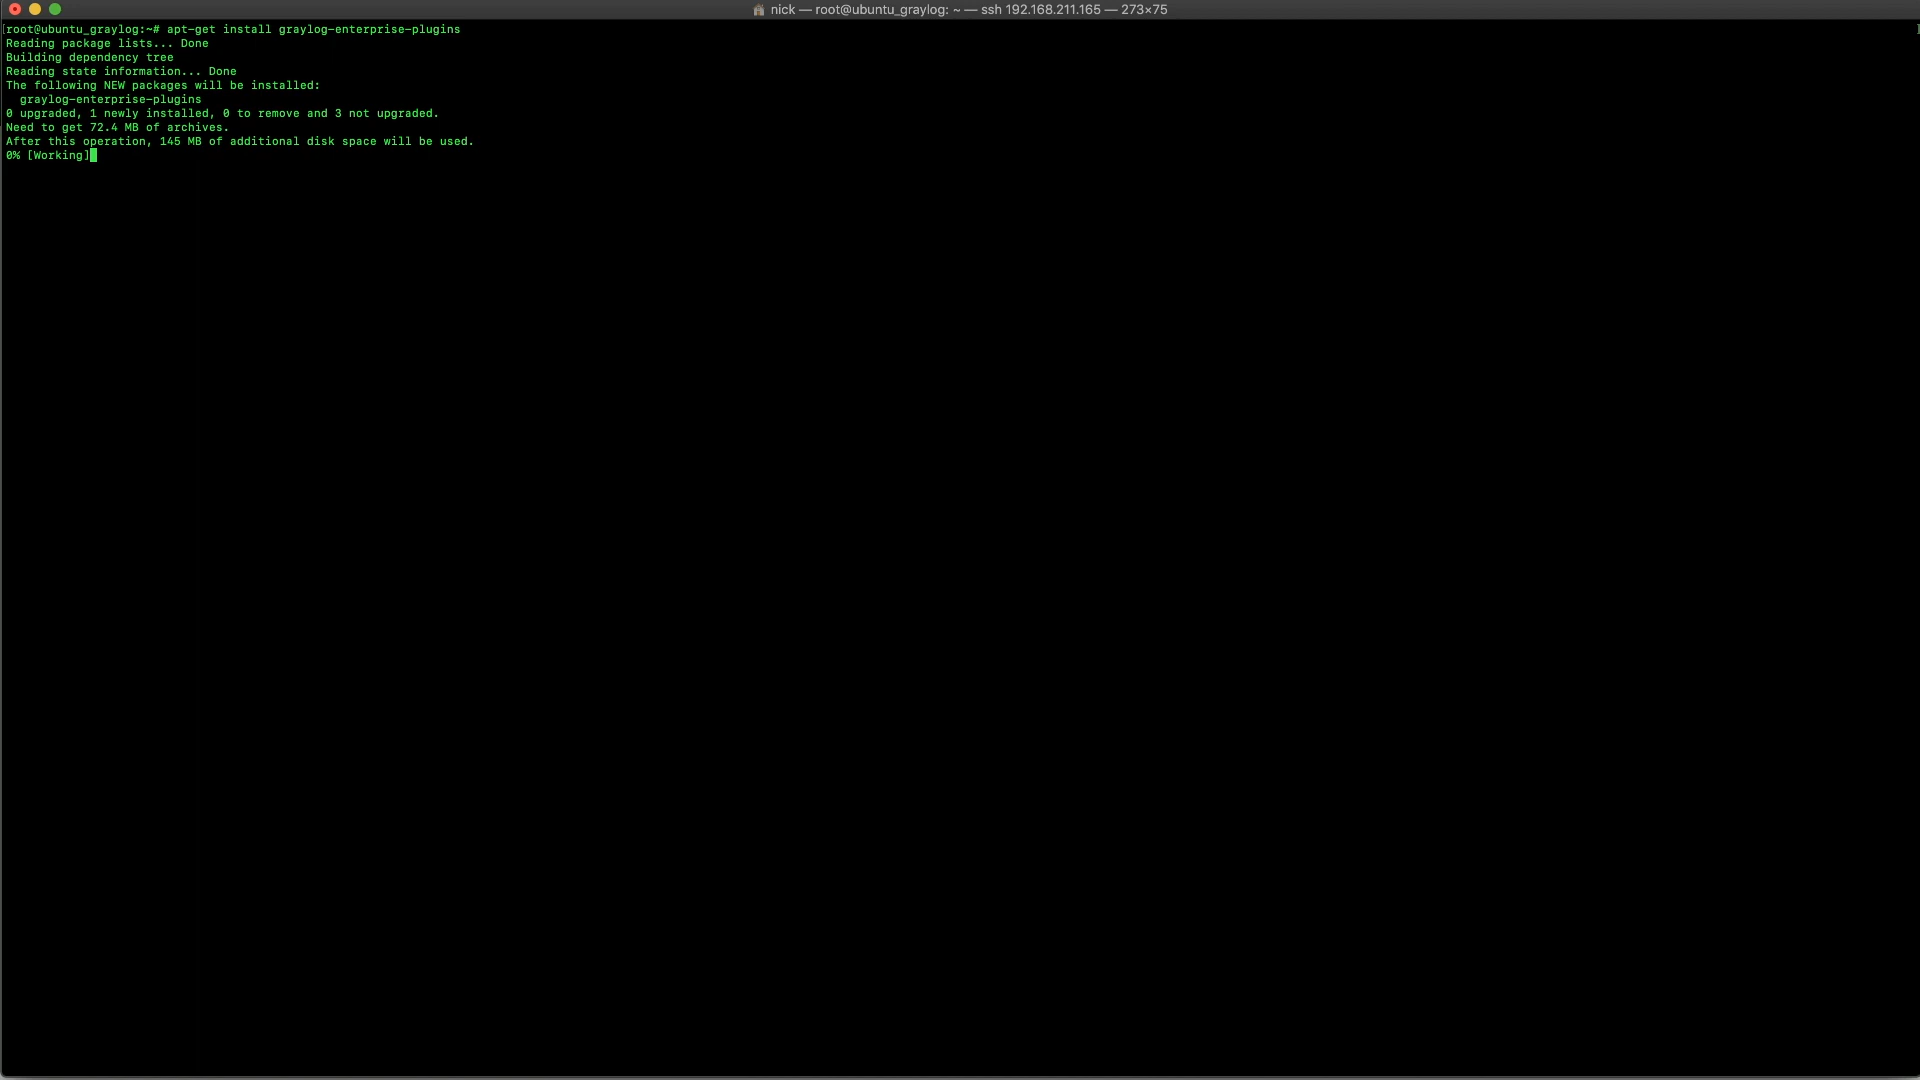 nick — root@ubuntu_graylog: ~ — ssh 192.168.211.165 — 273×75
[root@ubuntu_graylog:~# apt-get install graylog-enterprise-plugins
Reading package lists... Done
Building dependency tree
Reading state information... Done
The following NEW packages will be installed:
graylog-enterprise-plugins
0 upgraded, 1 newly installed, 0 to remove and 3 not upgraded.
Need to get 72.4 MB of archives.
After this operation, 145 MB of additional disk space will be used.
0% [Working]